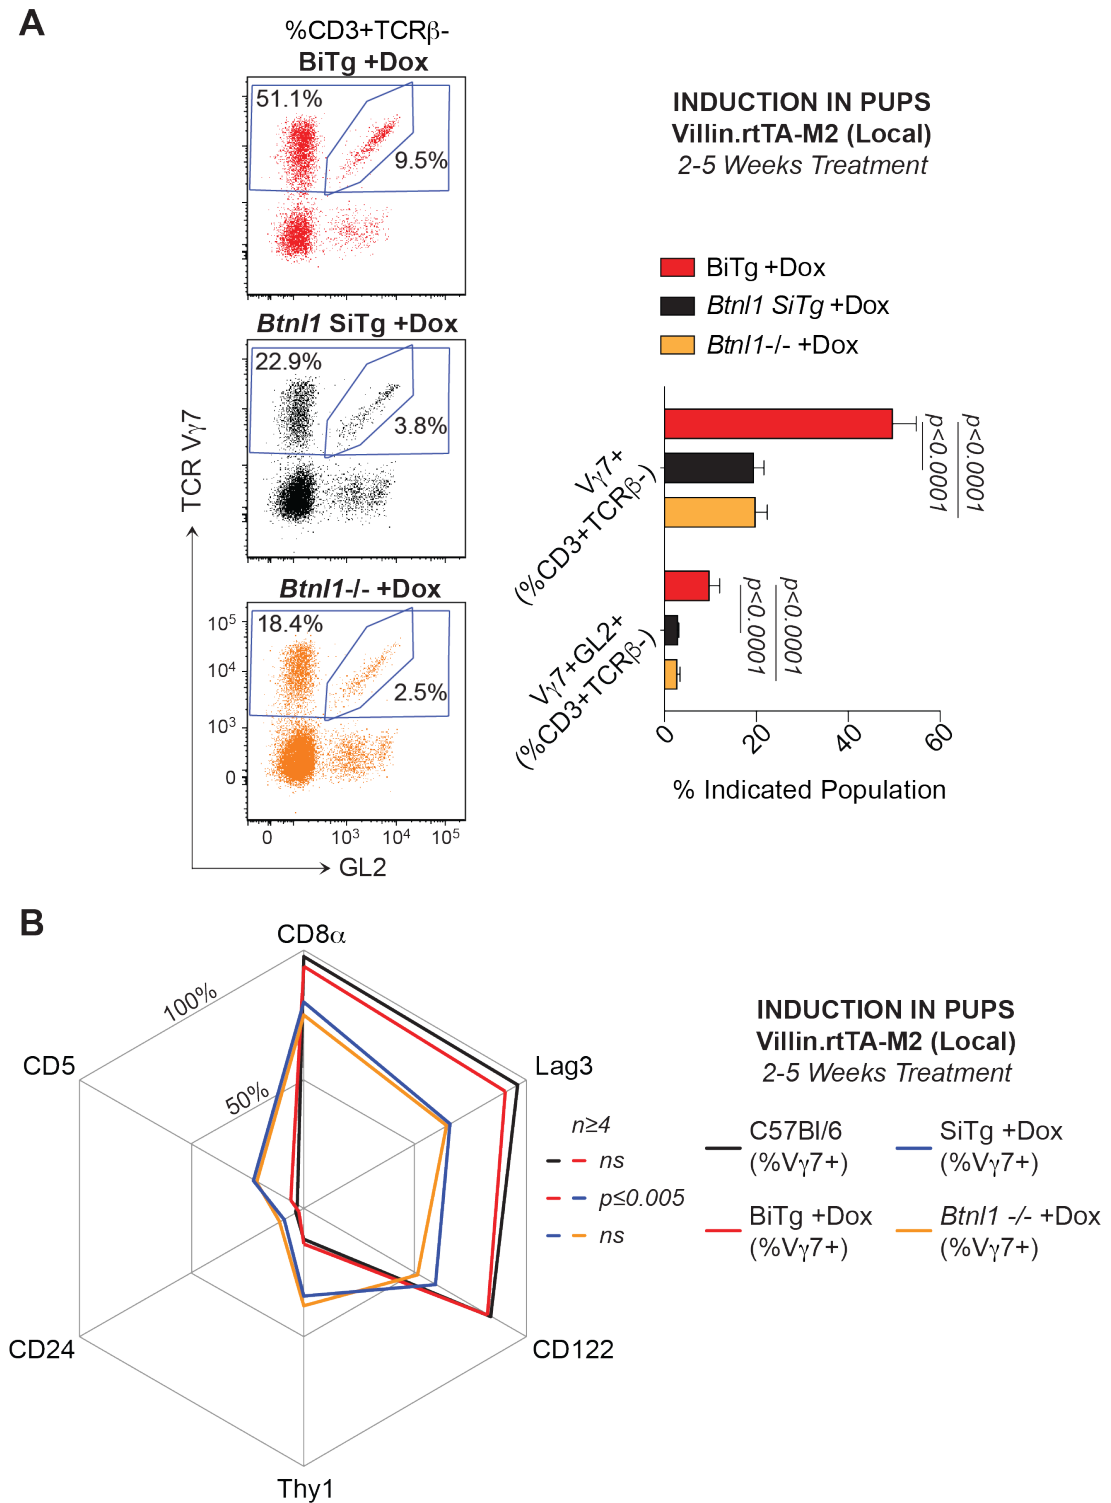 A
%CD3+TCRβ-
BiTg +Dox
51.1%
9.5%
Btnl1 SiTg +Dox
22.9%
3.8%
Btnl1-/- +Dox
18.4%
2.5%
10⁵
10⁴
10³
0
0
10³
10⁴
10⁵
TCR Vγ7
GL2
INDUCTION IN PUPS
Villin.rtTA-M2 (Local)
2-5 Weeks Treatment
BiTg +Dox
Btnl1 SiTg +Dox
Btnl1-/- +Dox
Vγ7+
(%CD3+TCRβ-)
p<0.0001
p<0.0001
Vγ7+GL2+
(%CD3+TCRβ-)
p<0.0001
p<0.0001
0
20
40
60
% Indicated Population
B
CD8α
100%
50%
CD5
Lag3
CD24
CD122
Thy1
n≥4
ns
p≤0.005
ns
INDUCTION IN PUPS
Villin.rtTA-M2 (Local)
2-5 Weeks Treatment
C57Bl/6
(%Vγ7+)
SiTg +Dox
(%Vγ7+)
BiTg +Dox
(%Vγ7+)
Btnl1 -/- +Dox
(%Vγ7+)